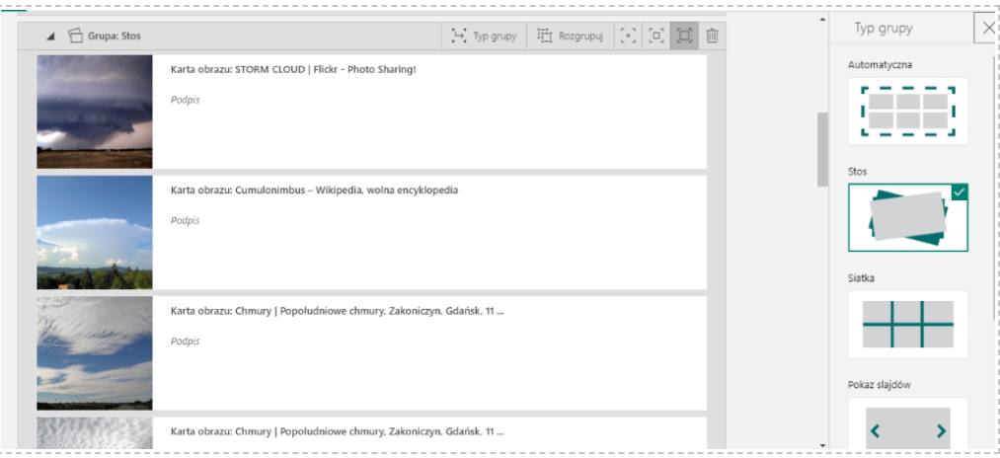 Grupa: Stos
Typ grupy
Rozgrupuj
Karta obrazu: STORM CLOUD | Flickr - Photo Sharing!
Podpis
Karta obrazu: Cumulonimbus – Wikipedia, wolna encyklopedia
Podpis
Karta obrazu: Chmury | Popołudniowe chmury, Zakoniczyn, Gdańsk, 11 ...
Podpis
Karta obrazu: Chmury | Popołudniowe chmury, Zakoniczyn, Gdańsk, 11 ...
Typ grupy
Automatyczna
Stos
Siatka
Pokaz slajdów